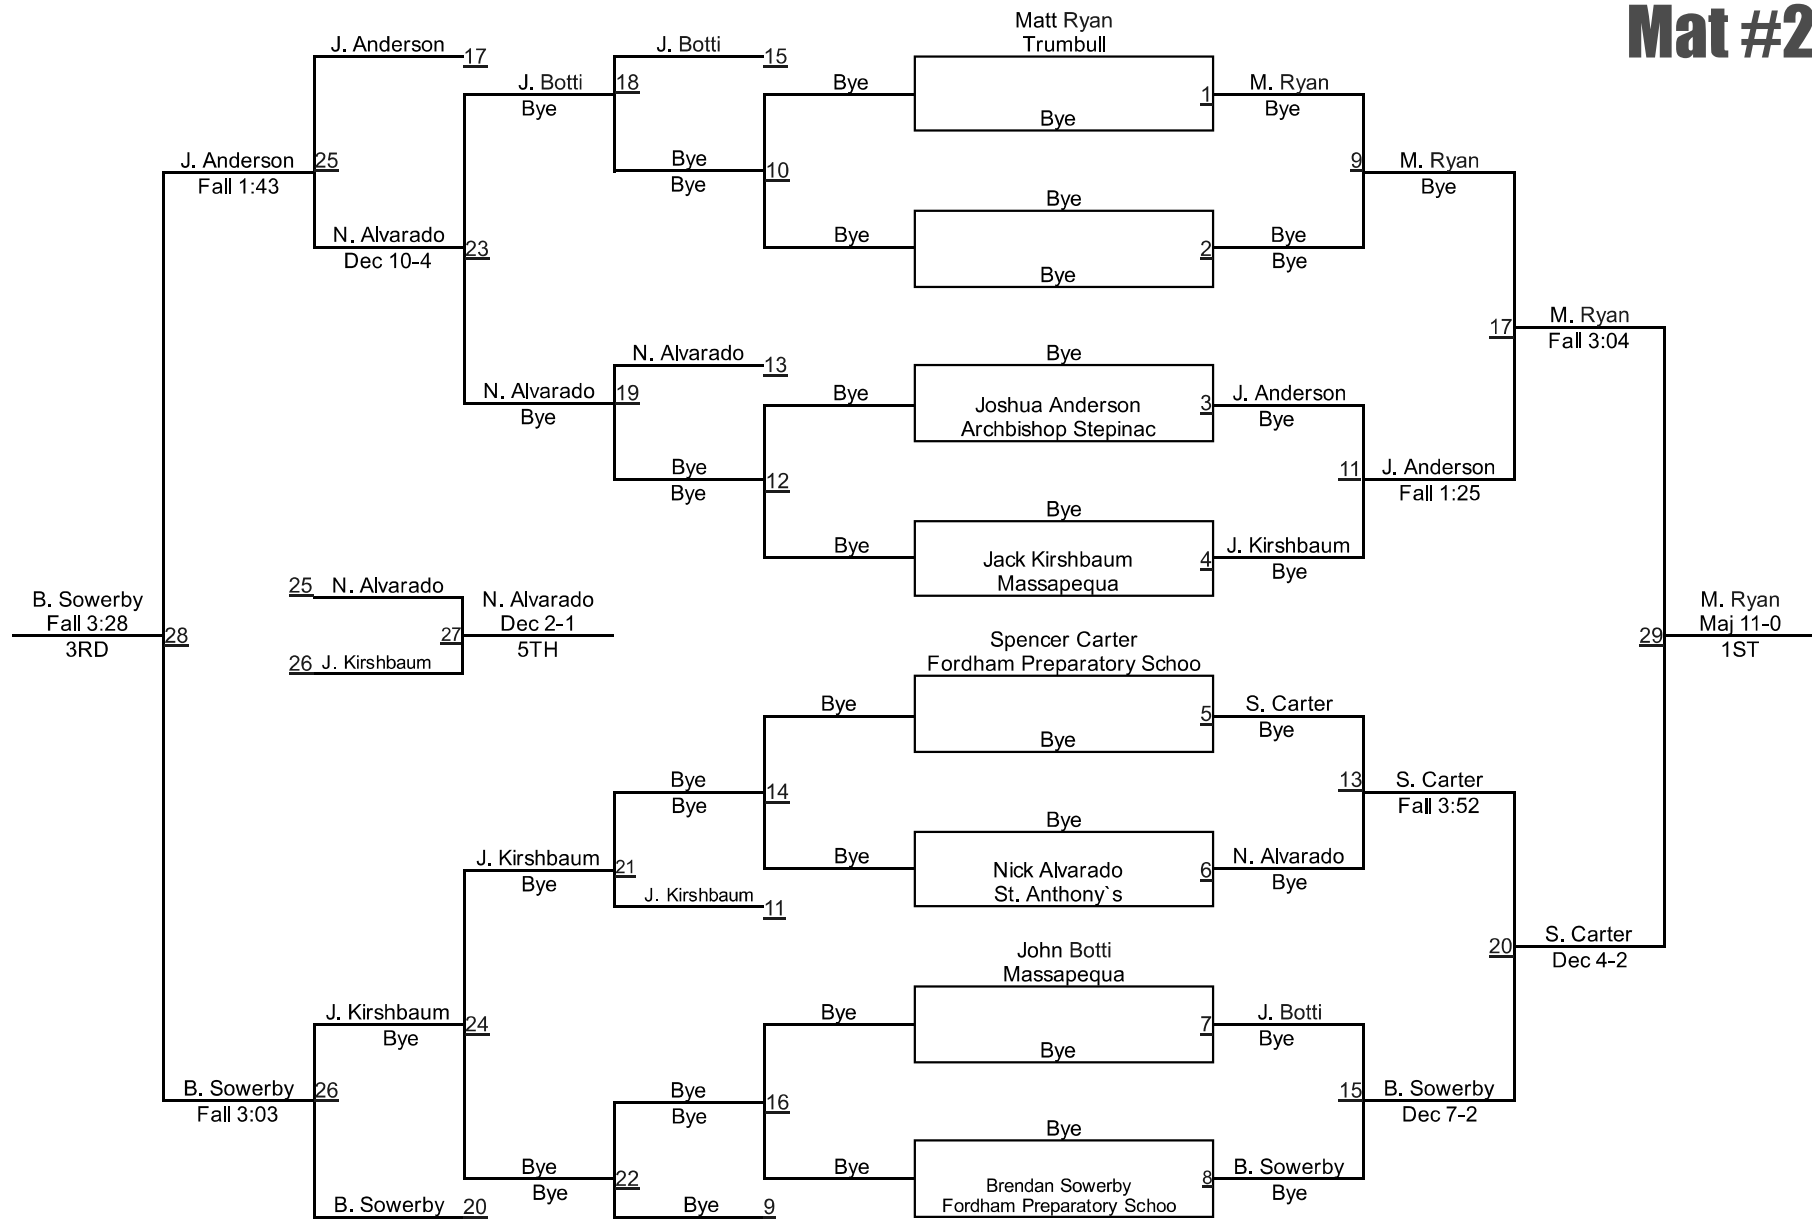 Mat #2
Matt Ryan
Trumbull
J. Anderson
17
J. Botti
15
J. Botti
Bye
18
Bye
1
M. Ryan
Bye
Bye
J. Anderson
Fall 1:43
25
Bye
Bye
10
9
M. Ryan
Bye
Bye
N. Alvarado
Dec 10-4
23
Bye
2
Bye
Bye
Bye
17
M. Ryan
Fall 3:04
N. Alvarado
13
Bye
N. Alvarado
Bye
19
Bye
Joshua Anderson
Archbishop Stepinac
3
J. Anderson
Bye
Bye
Bye
12
11
J. Anderson
Fall 1:25
Bye
Bye
Jack Kirshbaum
Massapequa
4
J. Kirshbaum
Bye
25
N. Alvarado
B. Sowerby
Fall 3:28
3RD
28
27
N. Alvarado
Dec 2-1
5TH
26
J. Kirshbaum
29
M. Ryan
Maj 11-0
1ST
Spencer Carter
Fordham Preparatory Schoo
Bye
5
S. Carter
Bye
Bye
Bye
Bye
14
13
S. Carter
Fall 3:52
Bye
J. Kirshbaum
Bye
21
Bye
Nick Alvarado
St. Anthony`s
6
N. Alvarado
Bye
J. Kirshbaum
11
20
S. Carter
Dec 4-2
John Botti
Massapequa
J. Kirshbaum
Bye
24
Bye
7
J. Botti
Bye
Bye
B. Sowerby
Fall 3:03
26
Bye
Bye
16
15
B. Sowerby
Dec 7-2
Bye
Bye
Bye
22
Bye
Brendan Sowerby
Fordham Preparatory Schoo
8
B. Sowerby
Bye
B. Sowerby
20
Bye
9